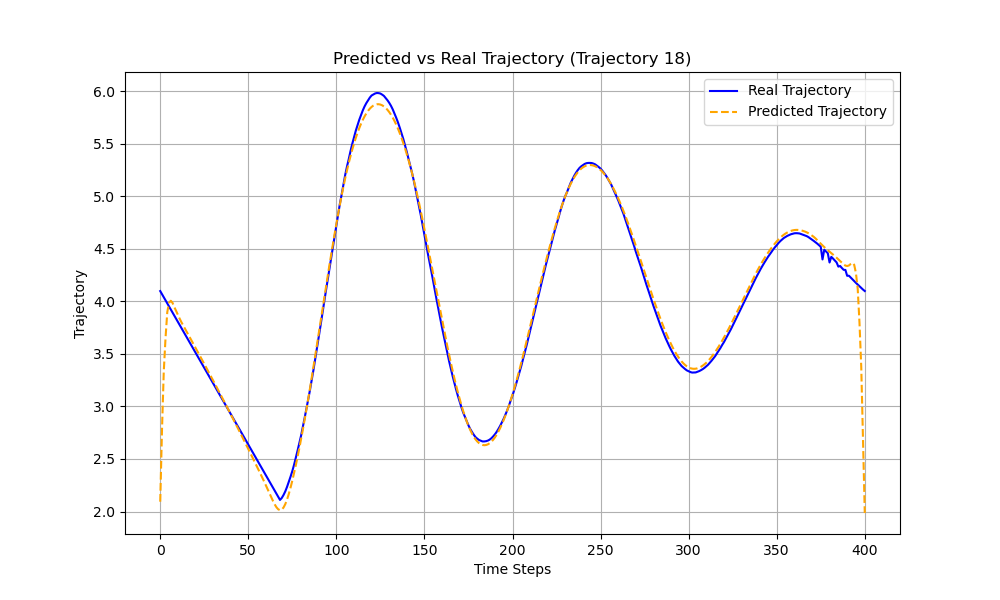 Predicted vs Real Trajectory (Trajectory 18)
Real Trajectory
Predicted Trajectory
6.0
5.5
5.0
4.5
4.0
3.5
3.0
2.5
2.0
Trajectory
0 50 100 150 200 250 300 350 400
Time Steps